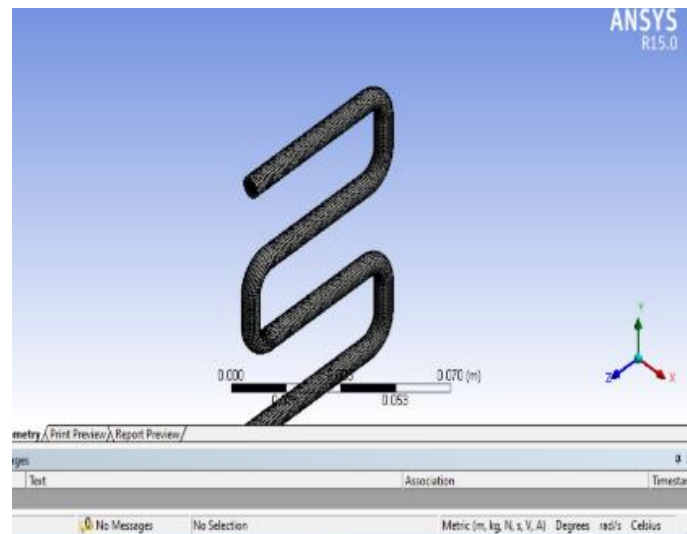 ANSYS
R15.0
Y
Z
X
0.000
0.070 (m)
0.053
ometry / Print Preview \ Report Preview /
ges
Text
Association
Timesta
No Messages
No Selection
Metric (m, kg, N, s, V, A) Degrees rad/s Celsius